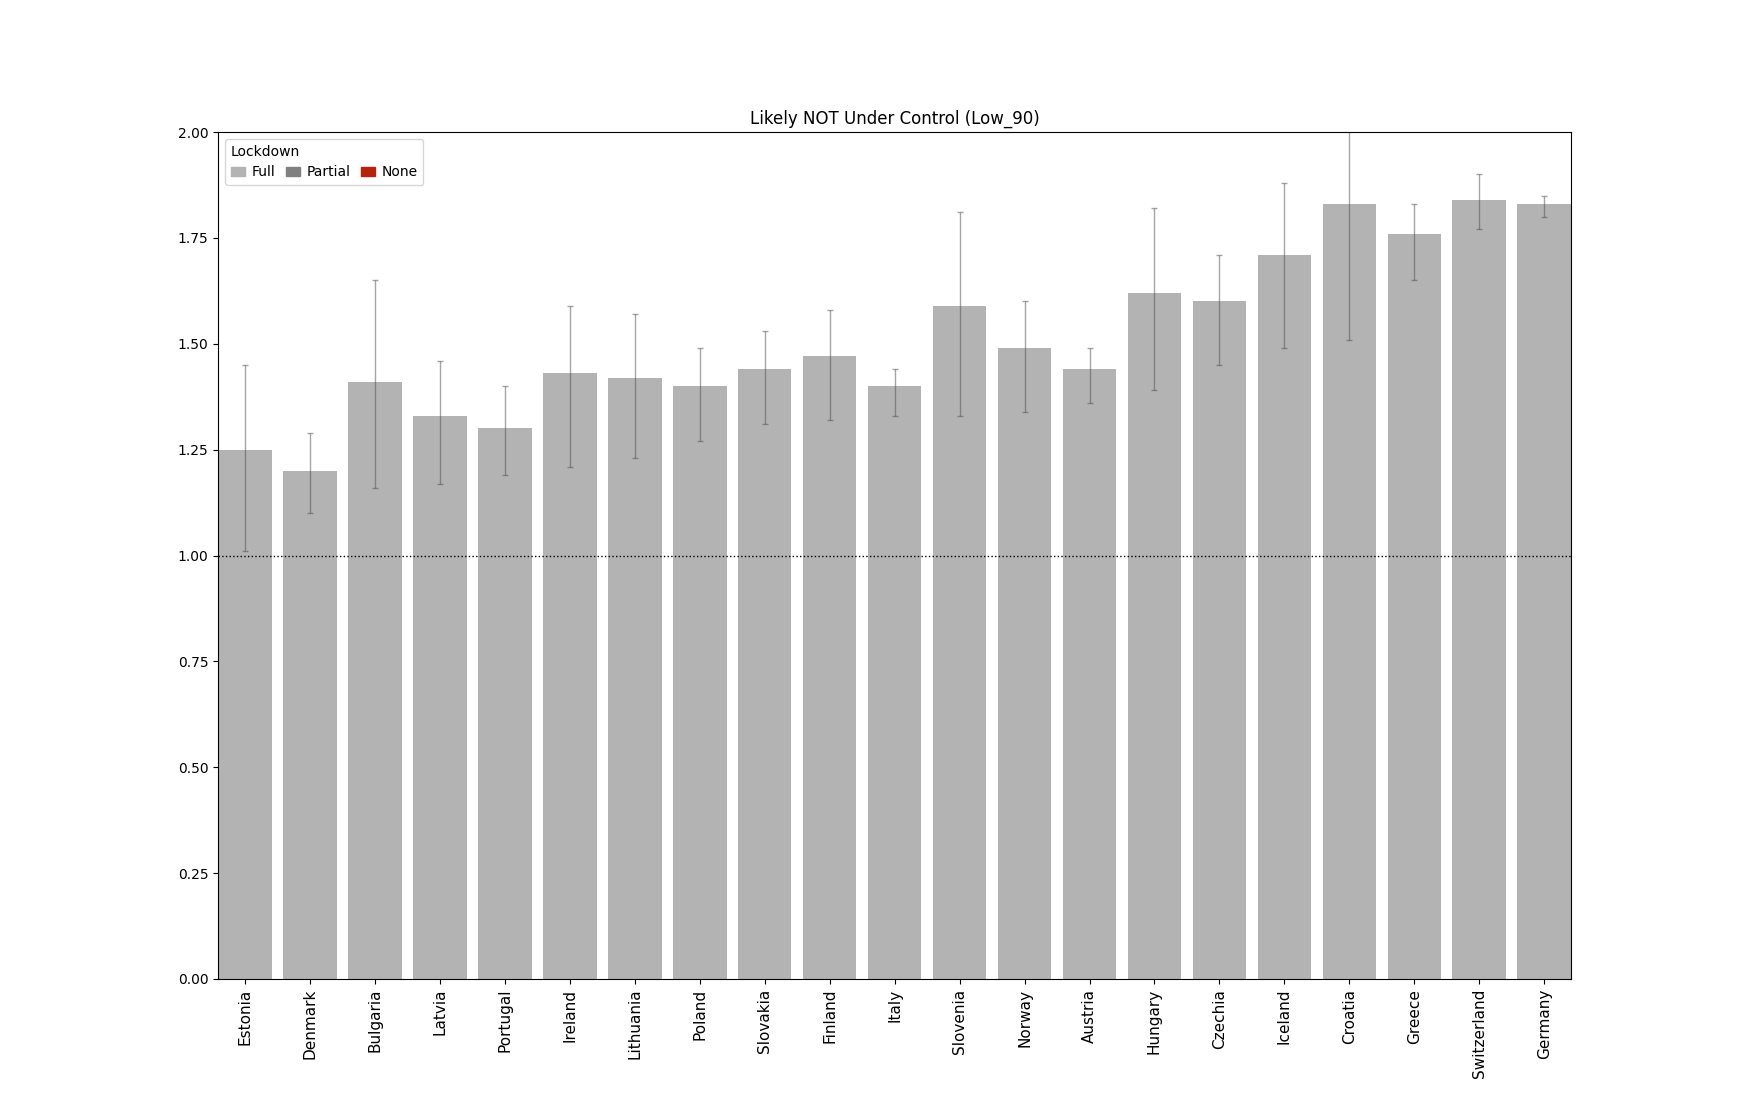 Likely NOT Under Control (Low_90)
Lockdown
Full Partial None
2.00
1.75
1.50
1.25
1.00
0.75
0.50
0.25
0.00
Estonia
Denmark
Bulgaria
Latvia
Portugal
Ireland
Lithuania
Poland
Slovakia
Finland
Italy
Slovenia
Norway
Austria
Hungary
Czechia
Iceland
Croatia
Greece
Switzerland
Germany